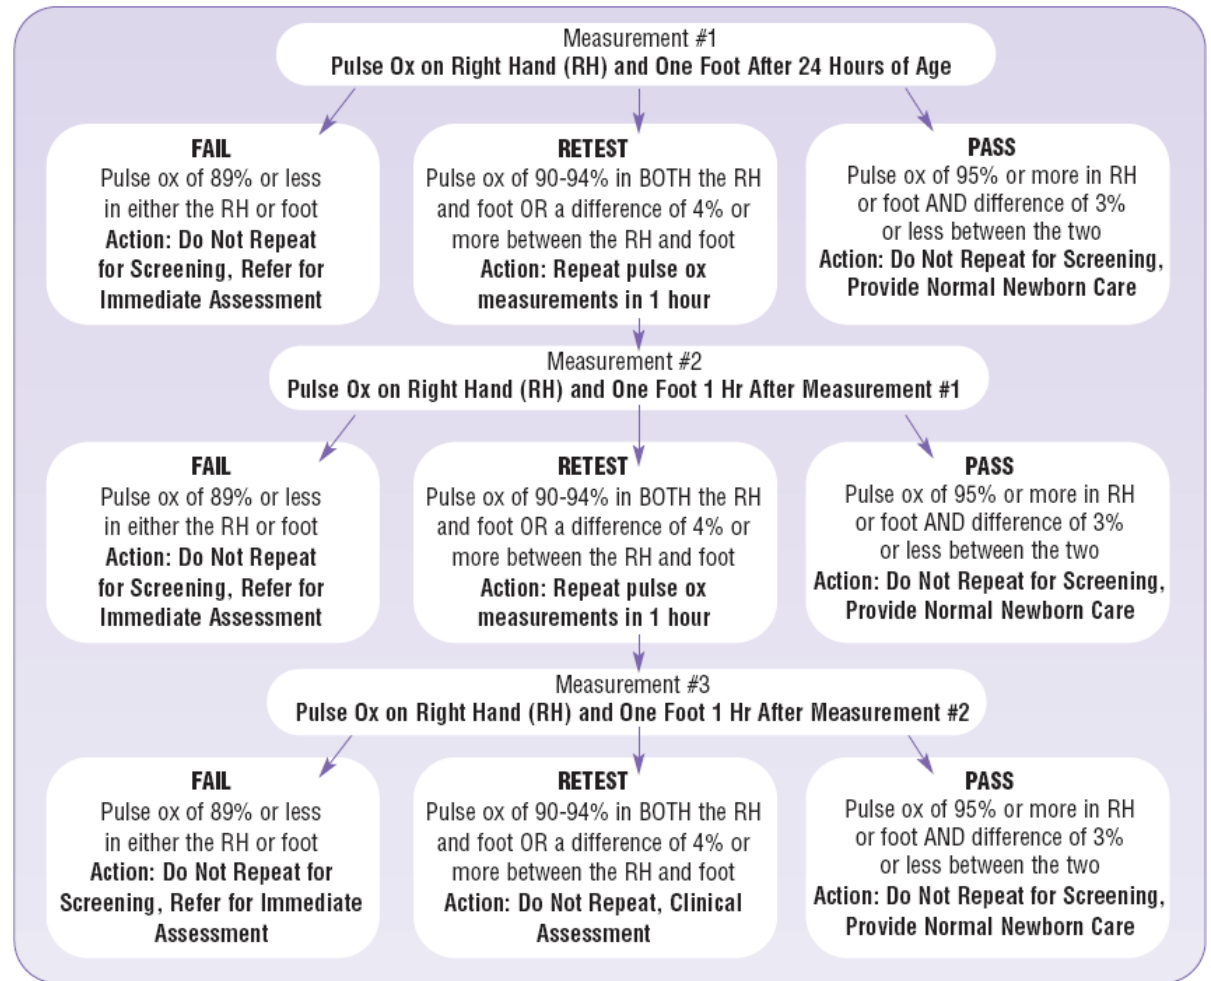 Measurement #1
Pulse Ox on Right Hand (RH) and One Foot After 24 Hours of Age
FAIL
Pulse ox of 89% or less
in either the RH or foot
Action: Do Not Repeat
for Screening, Refer for
Immediate Assessment
RETEST
Pulse ox of 90-94% in BOTH the RH
and foot OR a difference of 4% or
more between the RH and foot
Action: Repeat pulse ox
measurements in 1 hour
PASS
Pulse ox of 95% or more in RH
or foot AND difference of 3%
or less between the two
Action: Do Not Repeat for Screening,
Provide Normal Newborn Care
Measurement #2
Pulse Ox on Right Hand (RH) and One Foot 1 Hr After Measurement #1
FAIL
Pulse ox of 89% or less
in either the RH or foot
Action: Do Not Repeat
for Screening, Refer for
Immediate Assessment
RETEST
Pulse ox of 90-94% in BOTH the RH
and foot OR a difference of 4% or
more between the RH and foot
Action: Repeat pulse ox
measurements in 1 hour
PASS
Pulse ox of 95% or more in RH
or foot AND difference of 3%
or less between the two
Action: Do Not Repeat for Screening,
Provide Normal Newborn Care
Measurement #3
Pulse Ox on Right Hand (RH) and One Foot 1 Hr After Measurement #2
FAIL
Pulse ox of 89% or less
in either the RH or foot
Action: Do Not Repeat for
Screening, Refer for Immediate
Assessment
RETEST
Pulse ox of 90-94% in BOTH the RH
and foot OR a difference of 4% or
more between the RH and foot
Action: Do Not Repeat, Clinical
Assessment
PASS
Pulse ox of 95% or more in RH
or foot AND difference of 3%
or less between the two
Action: Do Not Repeat for Screening,
Provide Normal Newborn Care